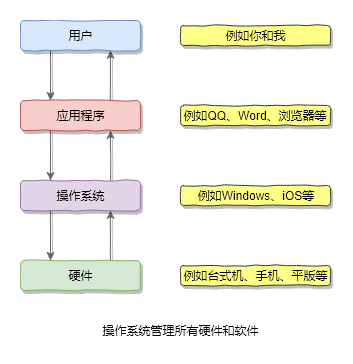 用户
例如你和我
应用程序
例如QQ、Word、浏览器等
操作系统
例如Windows、iOS等
硬件
例如台式机、手机、平版等
操作系统管理所有硬件和软件